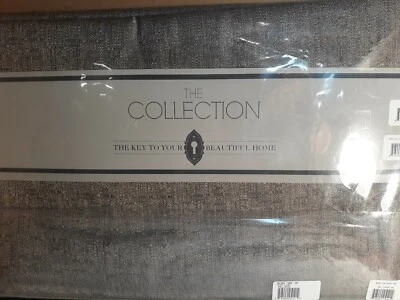 THE
COLLECTION
THE KEY TO YOUR BEAUTIFUL HOME